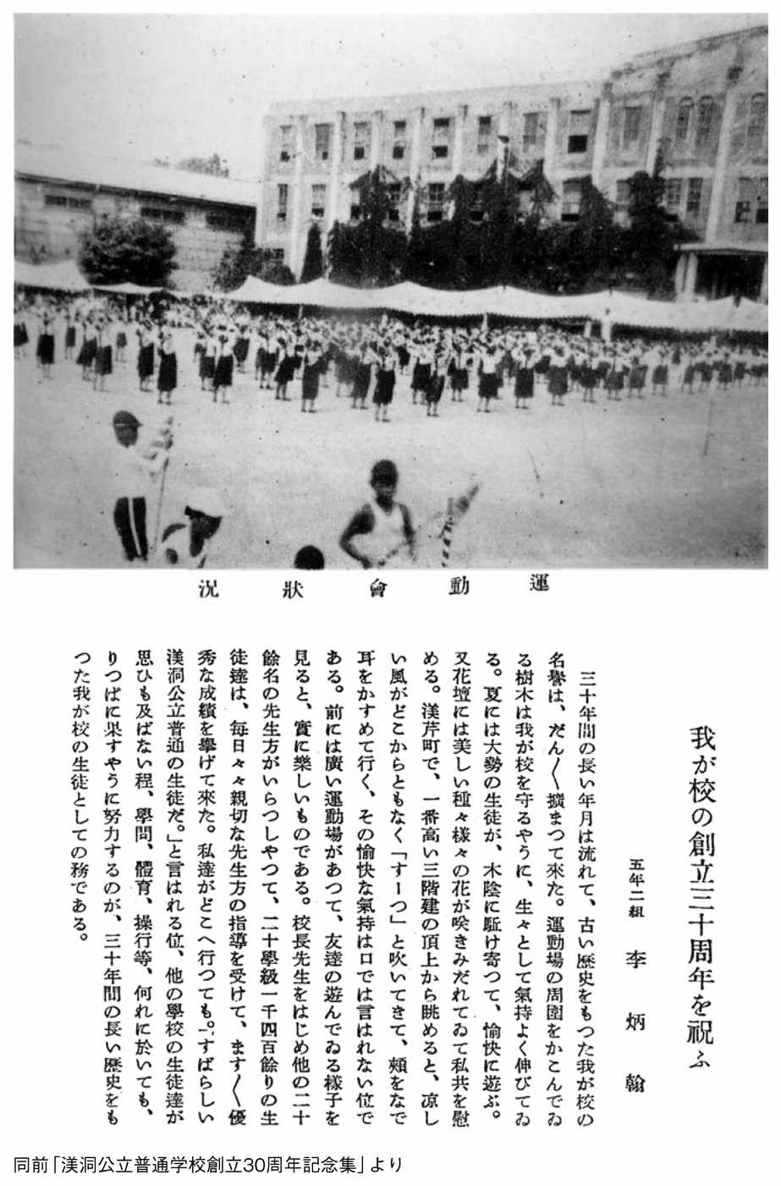 運動會狀況
我が校の創立三十周年を祝ふ
五年二組 李炳翰
三十年間の長い年月は流れて、古い歷史をもつた我が校の
名譽は、だん〱擴まつて來た。運動場の周圍をかこんでゐ
る樹木は我が校を守るやうに、生々として氣持よく伸びてゐ
る。夏には大勢の生徒が、木陰に駈け寄つて、愉快に遊ぶ。
又花壇には美しい種々樣々の花が咲きみだれてゐて私共を慰
める。渼芹町で、一番高い三階建の頂上から眺めると、凉し
い風がどこからともなく「すーつ」と吹いてきて、頰をなで
耳をかすめて行く、その愉快な氣持は口では言はれない位で
ある。前には廣い運動場があつて、友達の遊んでゐる樣子を
見ると、實に樂しいものである。校長先生をはじめ他の二十
餘名の先生方がいらつしやつて、二十學級一千四百餘りの生
徒達は、每日々々親切な先生方の指導を受けて、ます〱優
秀な成績を擧げて來た。私達がどこへ行つても「すばらしい
渼洞公立普通の生徒だ。」と言はれる位、他の學校の生徒達が
思ひも及ばない程、學問、體育、操行等、何れに於いても、
りつぱに果すやうに努力するのが、三十年間の長い歷史をも
つた我が校の生徒としての務である。
同前「渼洞公立普通学校創立30周年記念集」より